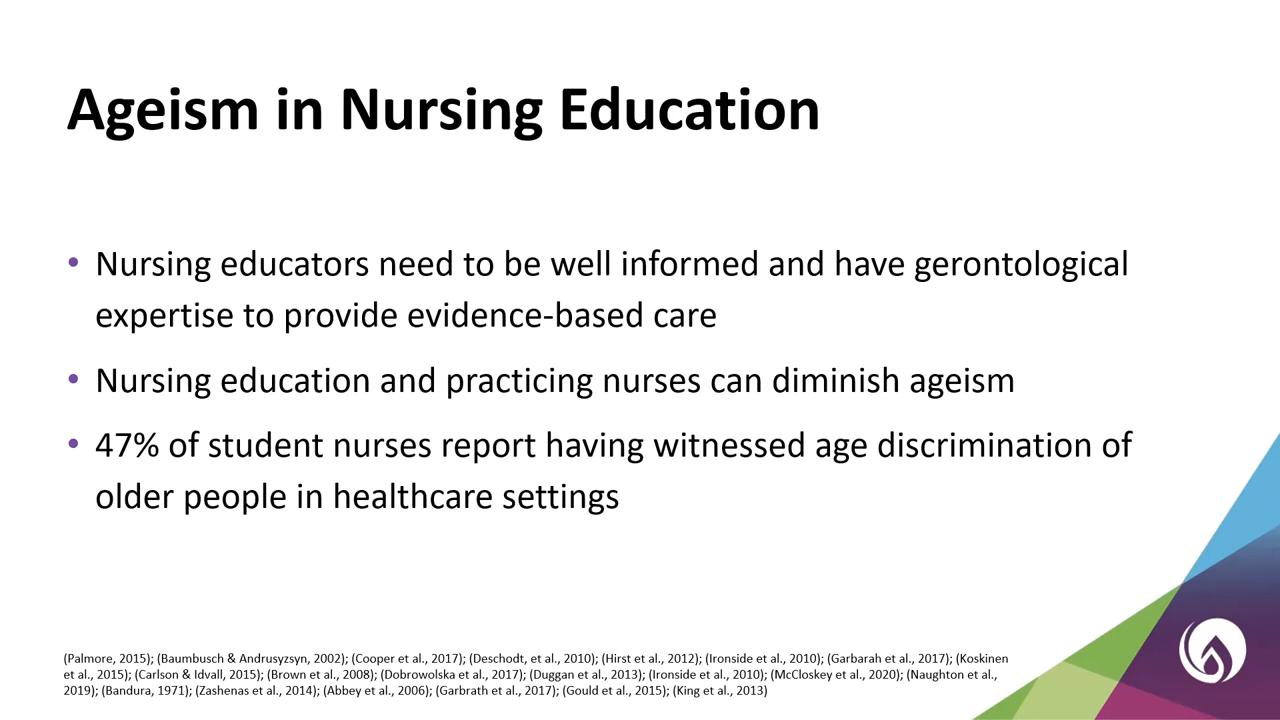 Ageism in Nursing Education
• Nursing educators need to be well informed and have gerontological
expertise to provide evidence-based care
• Nursing education and practicing nurses can diminish ageism
• 47% of student nurses report having witnessed age discrimination of
older people in healthcare settings
(Palmore, 2015); (Baumbusch & Andrusyzsyn, 2002); (Cooper et al., 2017); (Deschodt, et al., 2010); (Hirst et al., 2012); (Ironside et al., 2010); (Garbarah et al., 2017); (Koskinen
et al., 2015); (Carlson & Idvall, 2015); (Brown et al., 2008); (Dobrowolska et al., 2017); (Duggan et al., 2013); (Ironside et al., 2010); (McCloskey et al., 2020); (Naughton et al.,
2019); (Bandura, 1971); (Zashenas et al., 2014); (Abbey et al., 2006); (Garbrath et al., 2017); (Gould et al., 2015); (King et al., 2013)